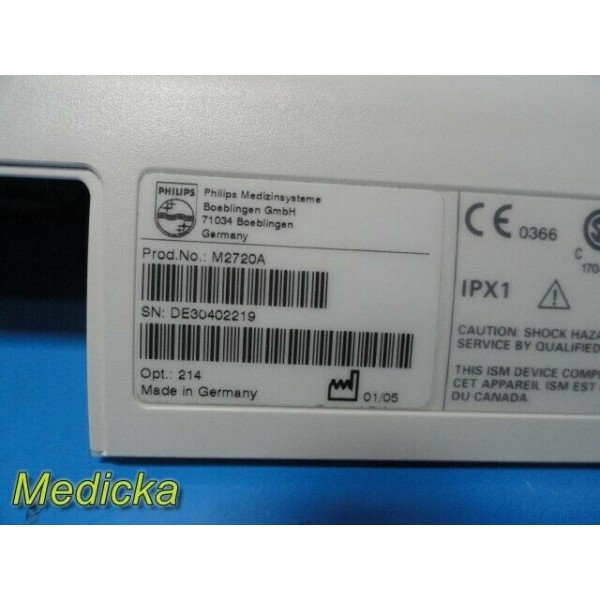 PHILIPS
Philips Medizinsysteme
Boeblingen GmbH
71034 Boeblingen
Germany
Prod.No.: M2720A
SN: DE30402219
Opt.: 214
Made in Germany
01/05
CE 0366
C
170
IPX1
CAUTION: SHOCK HAZA
SERVICE BY QUALIFIED
THIS ISM DEVICE COMPL
CET APPAREIL ISM EST
DU CANADA.
Medicka